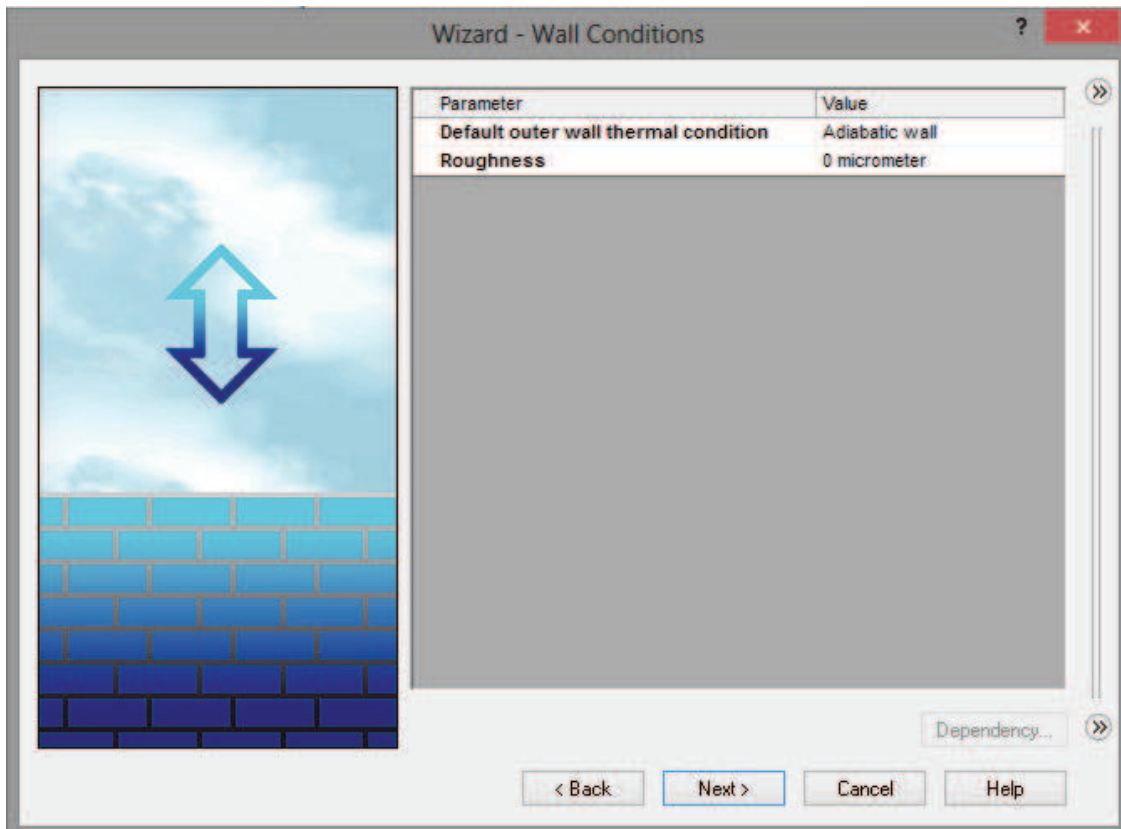 Wizard - Wall Conditions
?
Parameter Value
Default outer wall thermal condition Adiabatic wall
Roughness 0 micrometer
Dependency...
< Back Next > Cancel Help